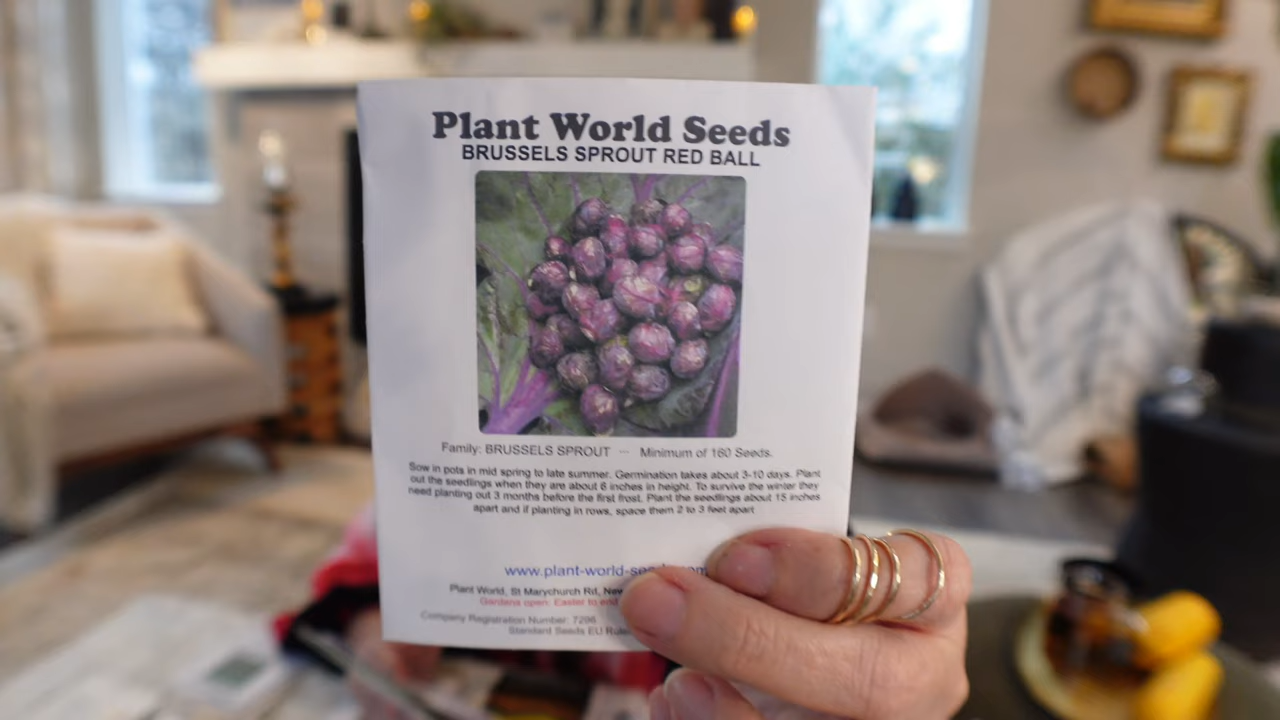 Plant World Seeds
BRUSSELS SPROUT RED BALL
Family: BRUSSELS SPROUT ··· Minimum of 160 Seeds.
Sow in pots in mid spring to late summer. Germination takes about 3-10 days. Plant
out the seedlings when they are about 6 inches in height. To survive the winter they
need planting out 3 months before the first frost. Plant the seedlings about 15 inches
apart and if planting in rows, space them 2 to 3 feet apart
www.plant-world-seeds.com
Plant World, St Marychurch Rd,
Gardens open: Easter to end
Company Registration Number: 7296
Standard Seeds EU